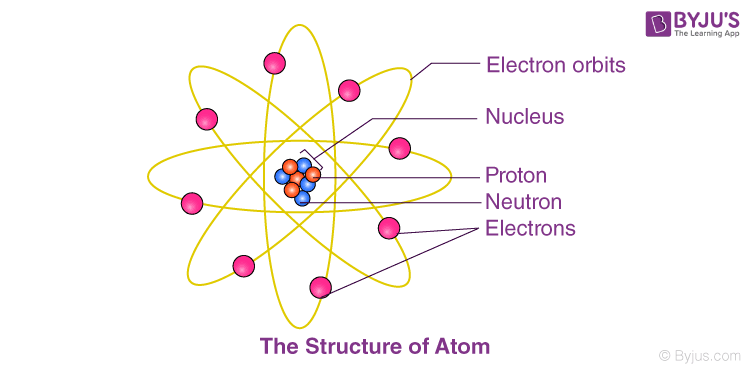 BYJU'S
The Learning App
Electron orbits
Nucleus
Proton
Neutron
Electrons
The Structure of Atom
© Byjus.com